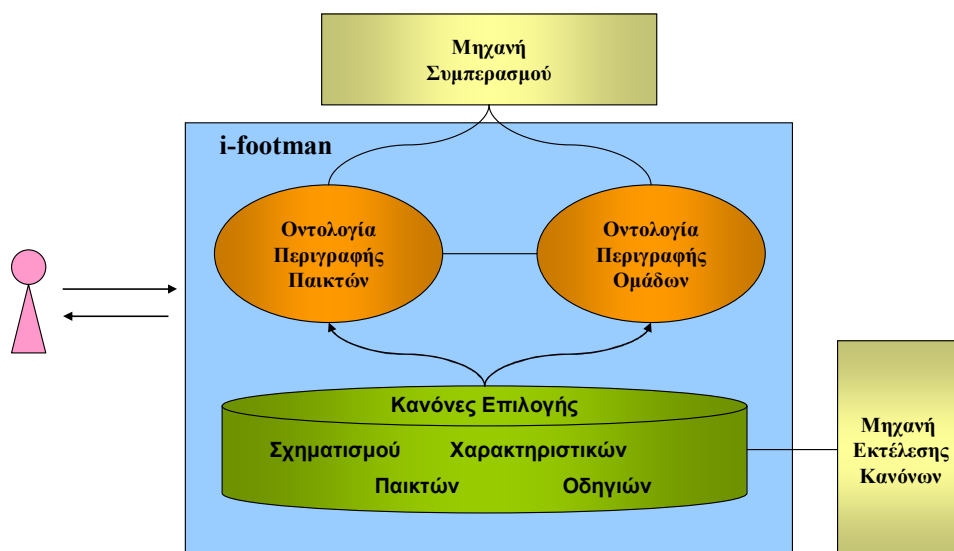 Μηχανή
Συμπερασμού
i-footman
Οντολογία
Περιγραφής
Παικτών
Οντολογία
Περιγραφής
Ομάδων
Κανόνες Επιλογής
Σχηματισμού Χαρακτηριστικών
Παικτών Οδηγιών
Μηχανή
Εκτέλεσης
Κανόνων